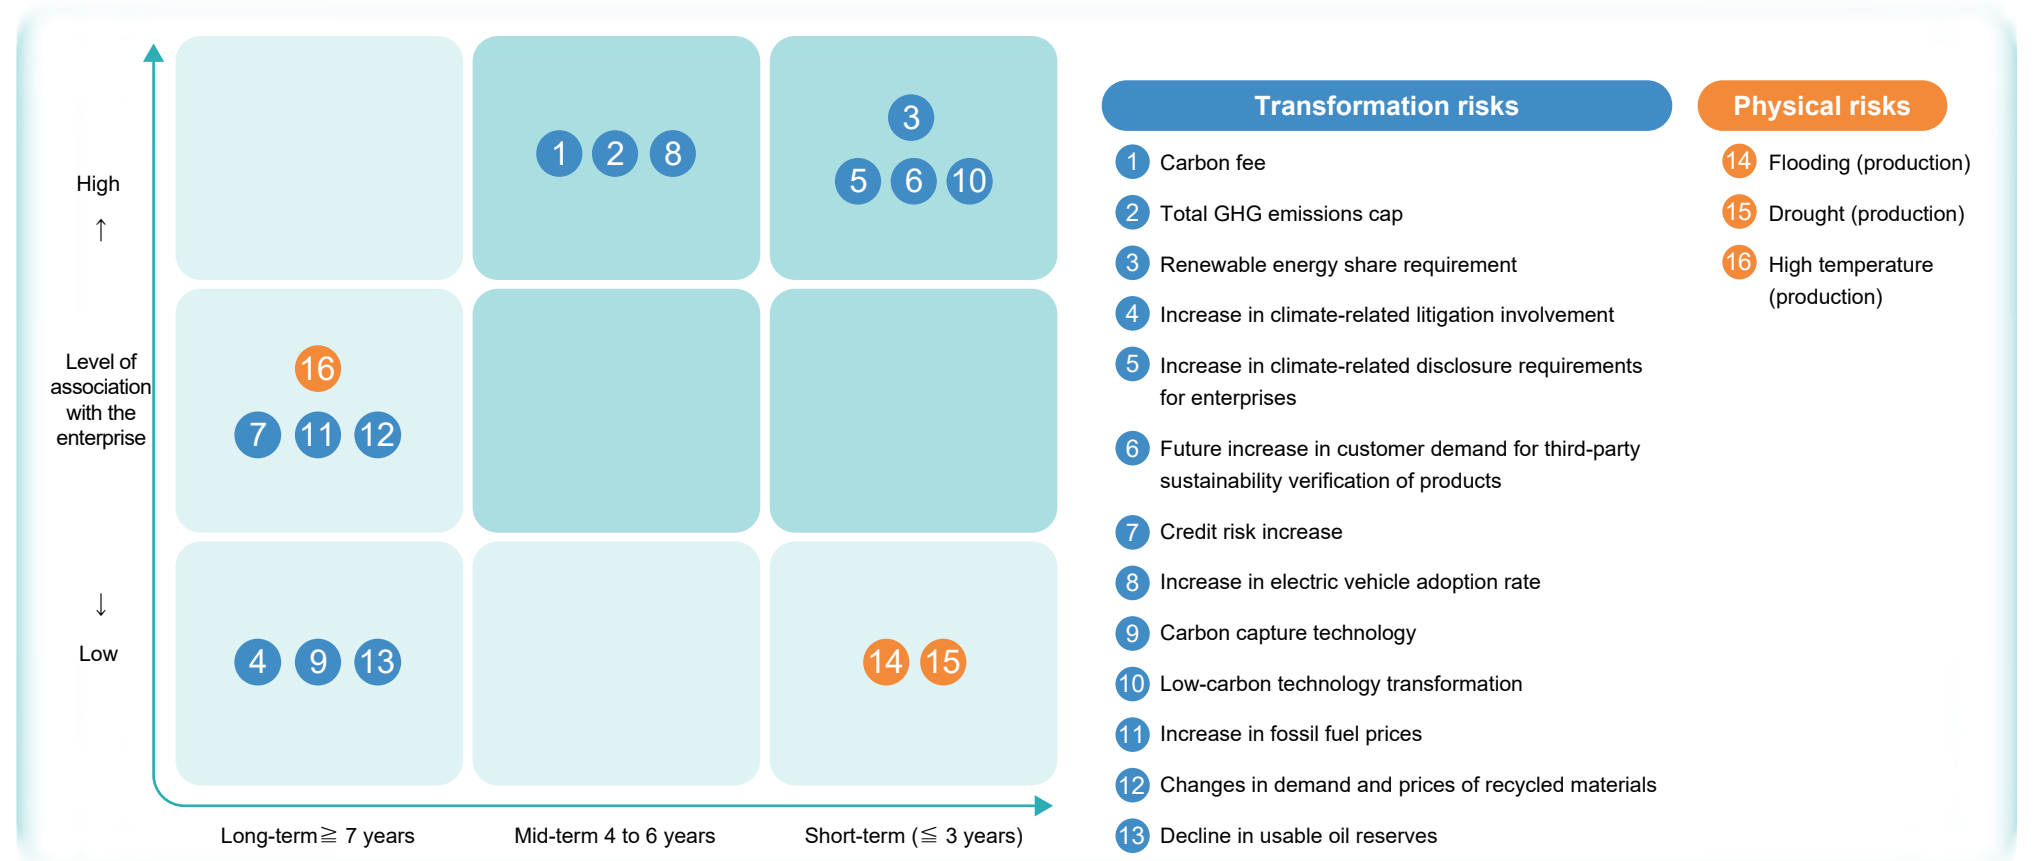 High
↑
Level of
association
with the
enterprise
↓
Low
1 2 8
3
5 6 10
16
7 11 12
4 9 13
14 15
Long-term≧ 7 years
Mid-term 4 to 6 years
Short-term (≦ 3 years)
Transformation risks
1 Carbon fee
2 Total GHG emissions cap
3 Renewable energy share requirement
4 Increase in climate-related litigation involvement
5 Increase in climate-related disclosure requirements
for enterprises
6 Future increase in customer demand for third-party
sustainability verification of products
7 Credit risk increase
8 Increase in electric vehicle adoption rate
9 Carbon capture technology
10 Low-carbon technology transformation
11 Increase in fossil fuel prices
12 Changes in demand and prices of recycled materials
13 Decline in usable oil reserves
Physical risks
14 Flooding (production)
15 Drought (production)
16 High temperature
(production)